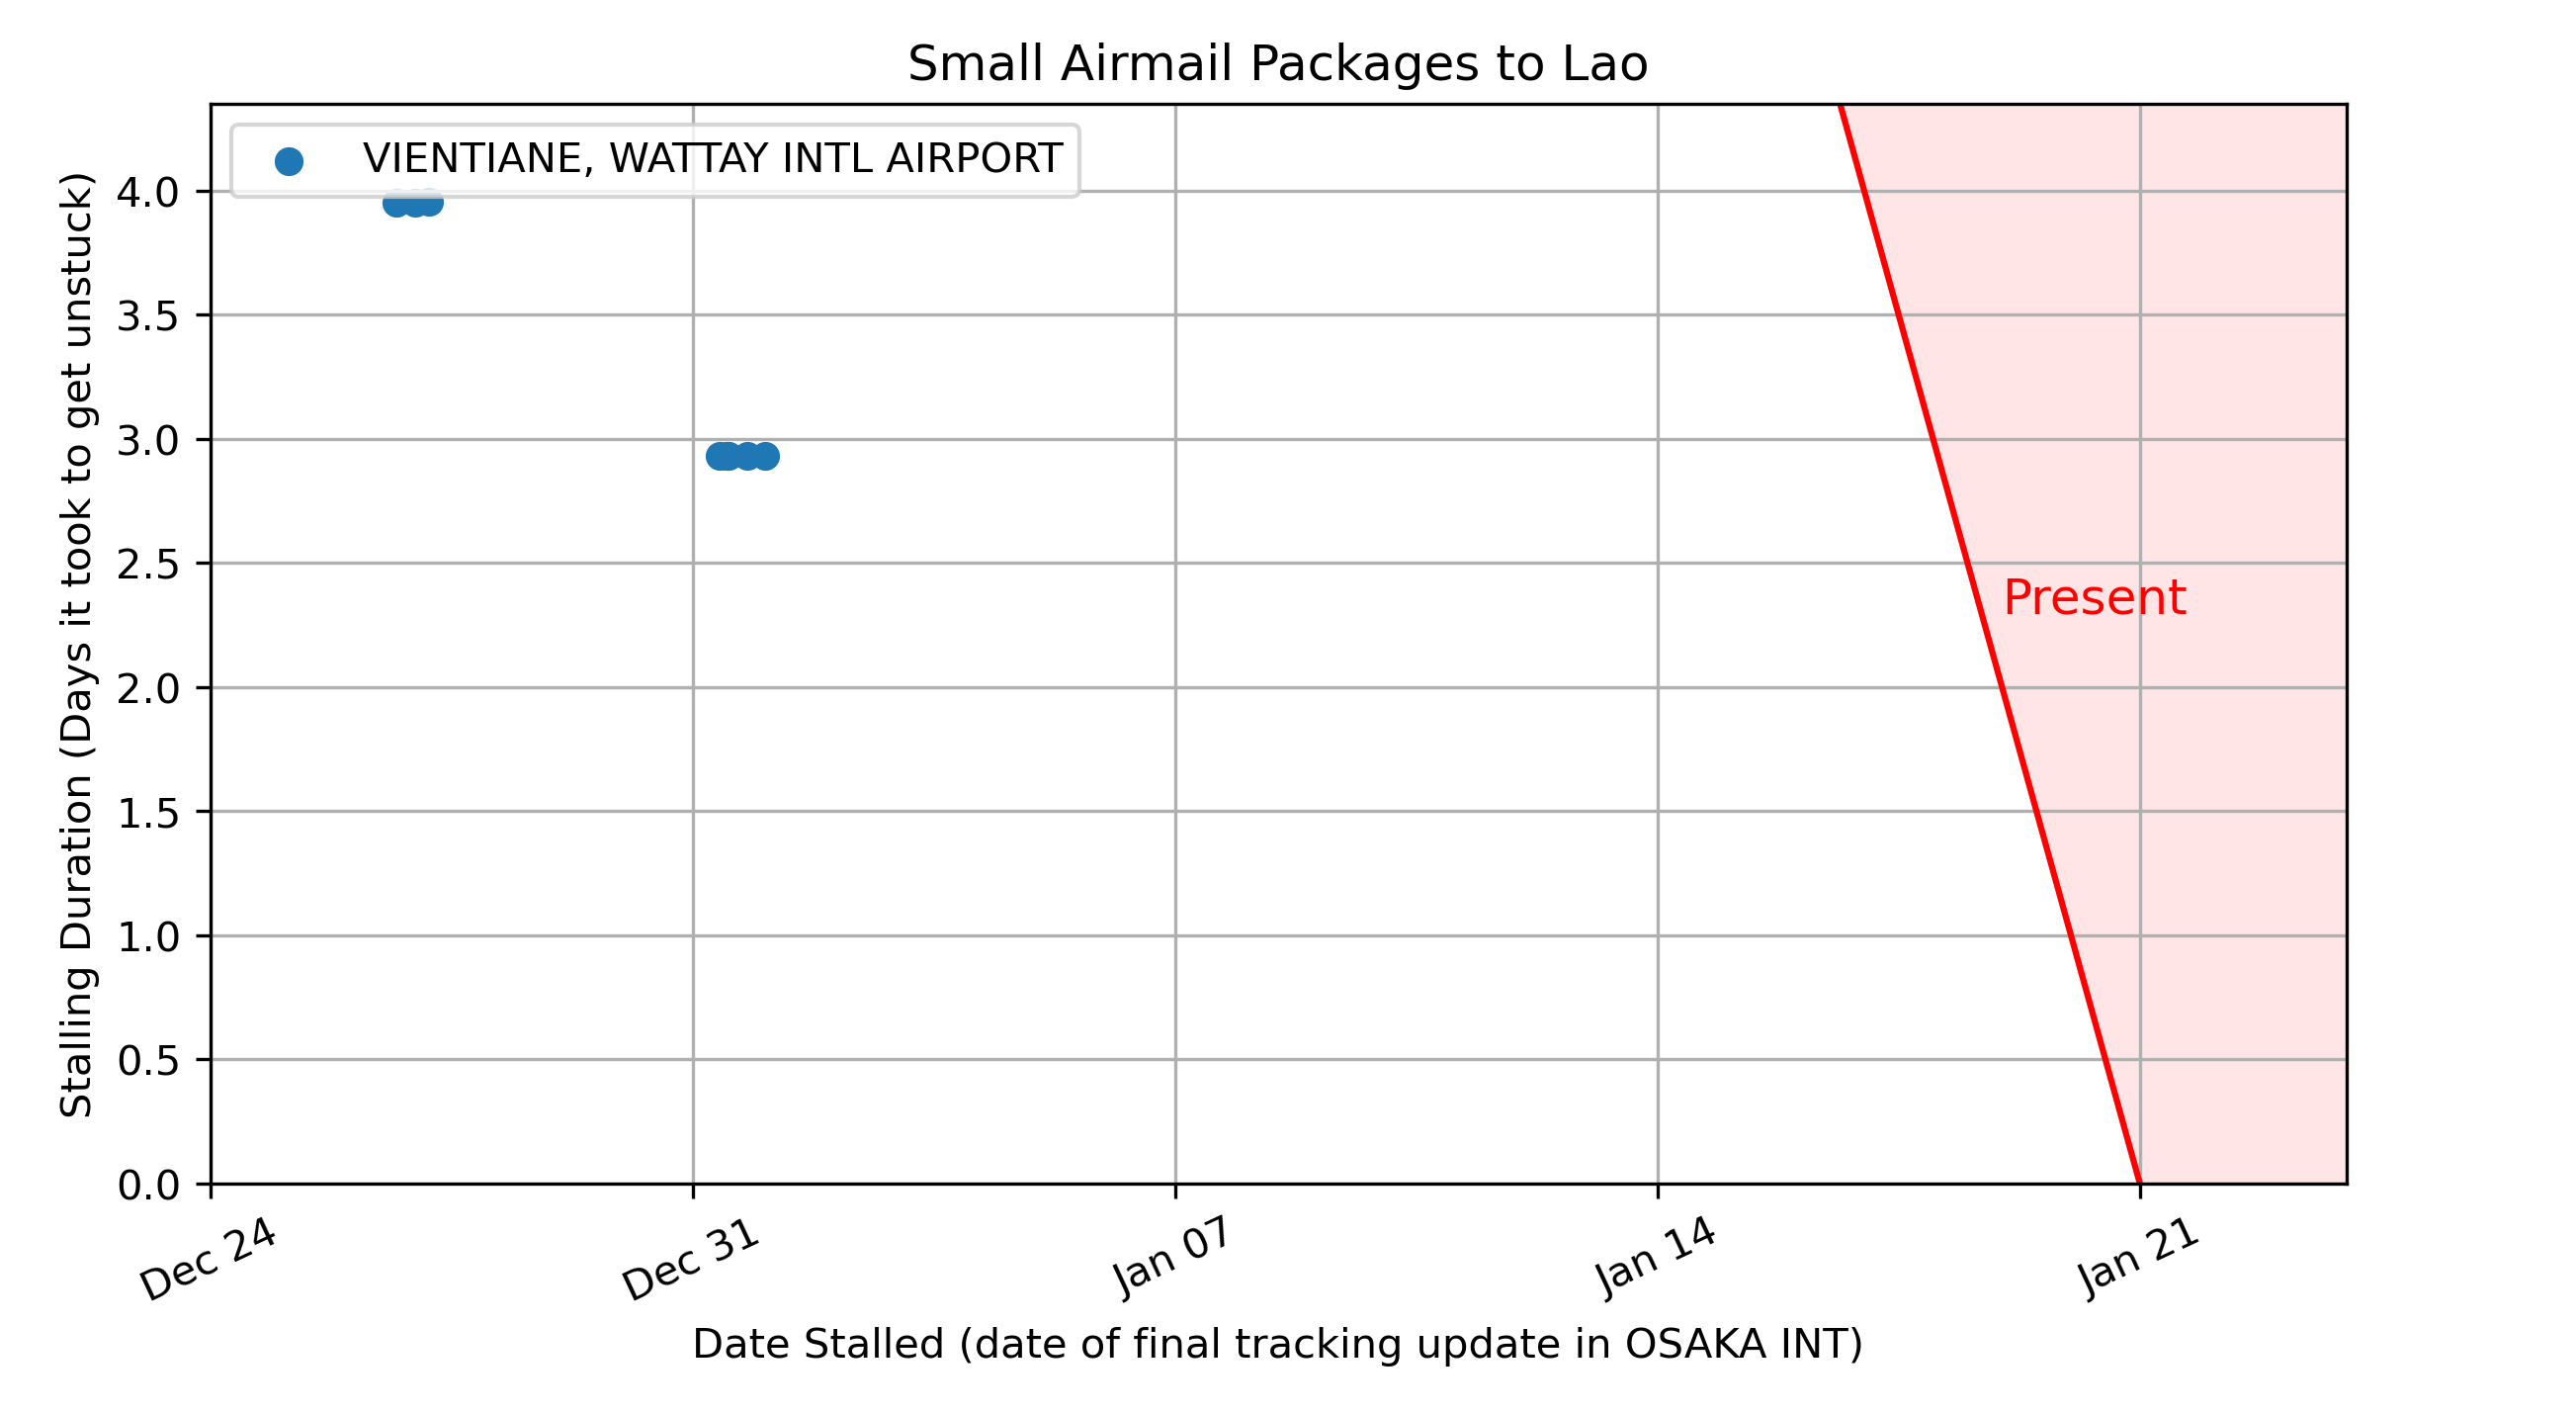 Small Airmail Packages to Lao
VIENTIANE, WATTAY INTL AIRPORT
Stalling Duration (Days it took to get unstuck)
4.0
3.5
3.0
2.5
2.0
1.5
1.0
0.5
0.0
Present
Dec 24
Dec 31
Jan 07
Jan 14
Jan 21
Date Stalled (date of final tracking update in OSAKA INT)